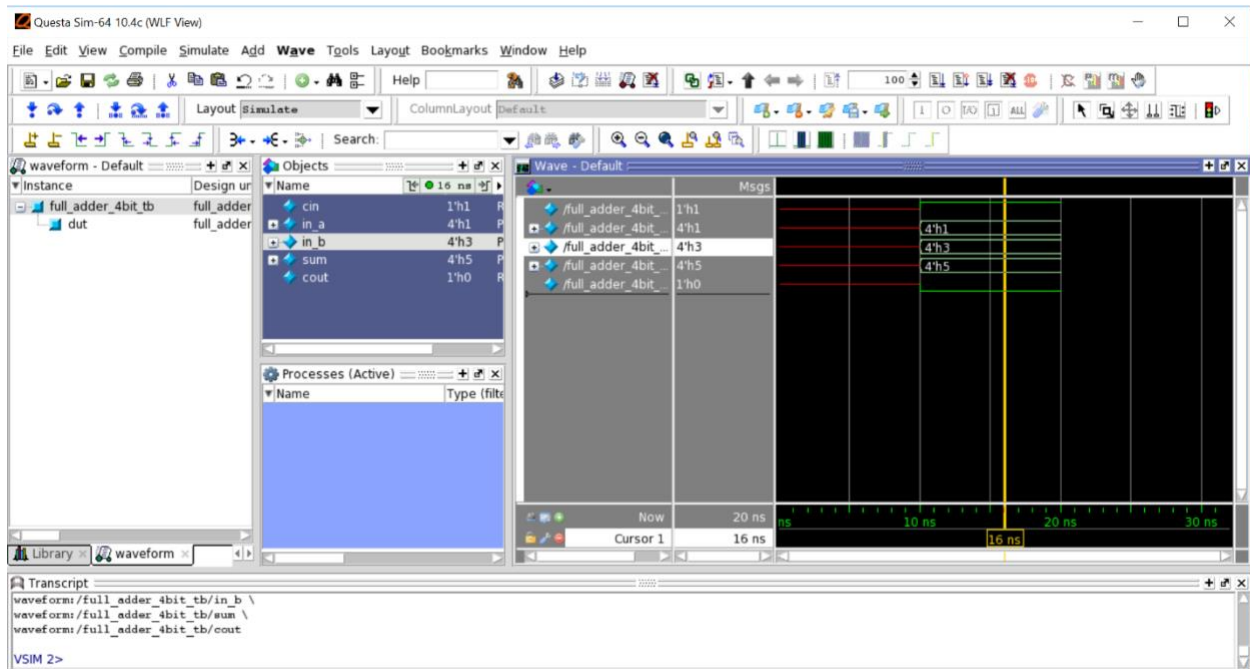 Questa Sim-64 10.4c (WLF View)
File Edit View Compile Simulate Add Wave Tools Layout Bookmarks Window Help
Help
100
Layout Simulate
ColumnLayout Default
Search:
waveform - Default
Instance Design ur
full_adder_4bit_tb full_adder
dut full_adder
Library
waveform
Objects
Name 16 ns
cin 1'h1 R
in_a 4'h1 P
in_b 4'h3 P
sum 4'h5 P
cout 1'h0 R
Processes (Active)
Name Type (filte
Wave - Default
Msgs
/full_adder_4bit_... 1'h1
/full_adder_4bit_... 4'h1 4'h1
/full_adder_4bit_... 4'h3 4'h3
/full_adder_4bit_... 4'h5 4'h5
/full_adder_4bit_... 1'h0
Now 20 ns ns 10 ns 20 ns 30 ns
Cursor 1 16 ns 16 ns
Transcript
waveform:/full_adder_4bit_tb/in_b \
waveform:/full_adder_4bit_tb/sum \
waveform:/full_adder_4bit_tb/cout
VSIM 2>